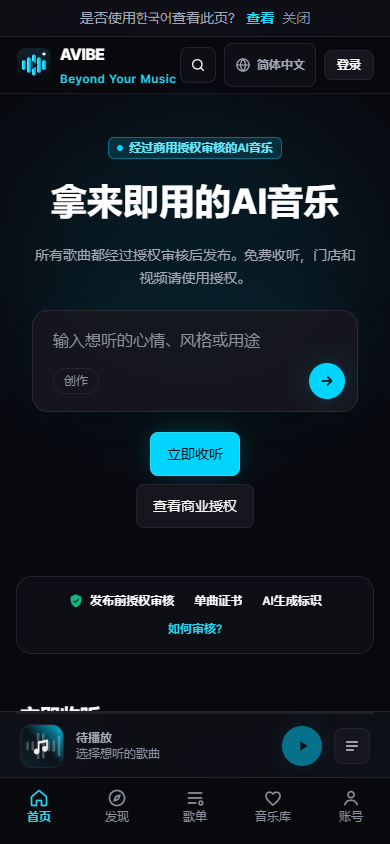 是否使用한국어查看此页? 查看 关闭
AVIBE
Beyond Your Music
简体中文
登录
经过商用授权审核的AI音乐
拿来即用的AI音乐
所有歌曲都经过授权审核后发布。免费收听，门店和
视频请使用授权。
输入想听的心情、风格或用途
创作
立即收听
查看商业授权
发布前授权审核 单曲证书 AI生成标识
如何审核?
立即收听
待播放
选择想听的歌曲
首页 发现 歌单 音乐库 账号